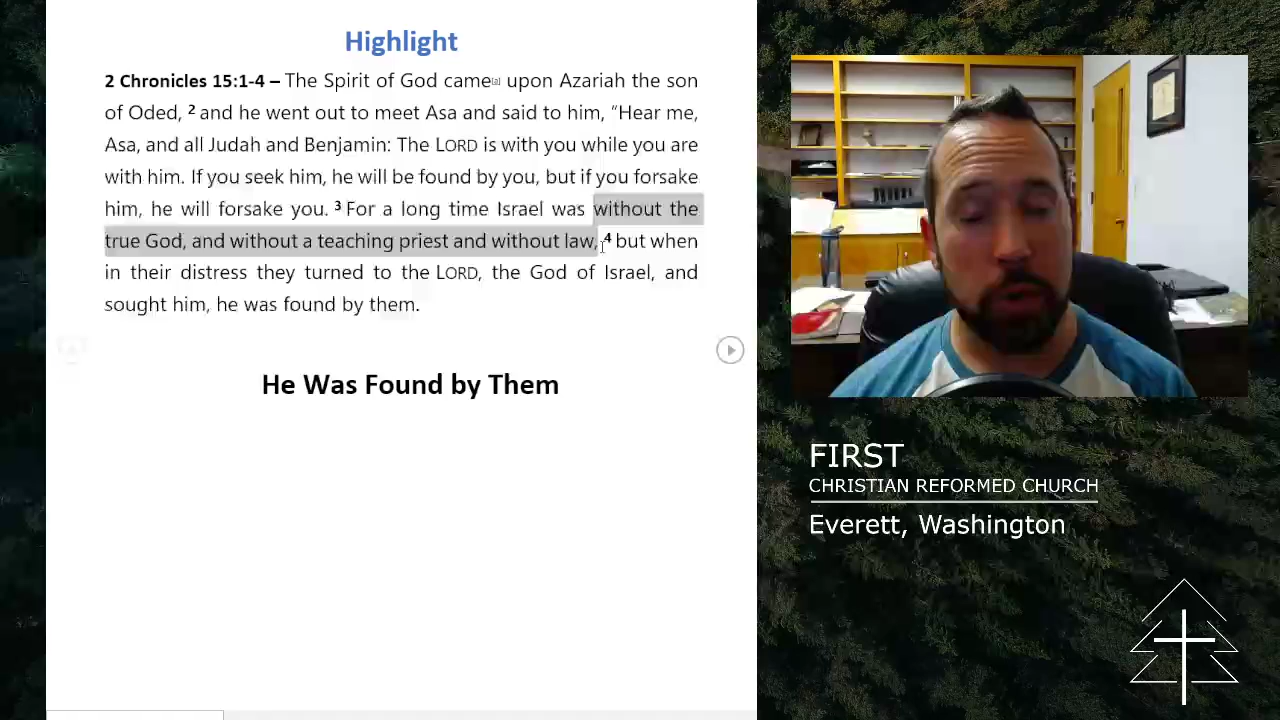 Highlight
2 Chronicles 15:1-4 – The Spirit of God came[a] upon Azariah the son
of Oded, 2 and he went out to meet Asa and said to him, “Hear me,
Asa, and all Judah and Benjamin: The LORD is with you while you are
with him. If you seek him, he will be found by you, but if you forsake
him, he will forsake you. 3 For a long time Israel was without the
true God, and without a teaching priest and without law, 4 but when
in their distress they turned to the LORD, the God of Israel, and
sought him, he was found by them.
He Was Found by Them
FIRST
CHRISTIAN REFORMED CHURCH
Everett, Washington